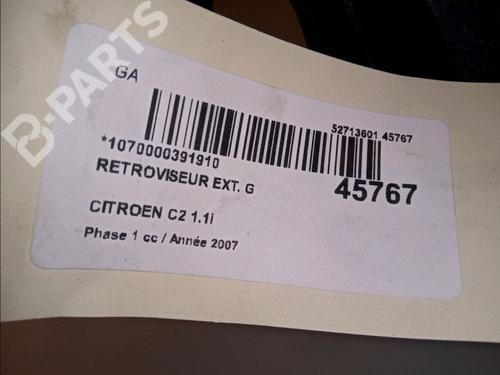 B-PARTS
GA
52713601 45767
*1070000391910
RETROVISEUR EXT. G
45767
CITROEN C2 1.1i
Phase 1 cc / Année 2007